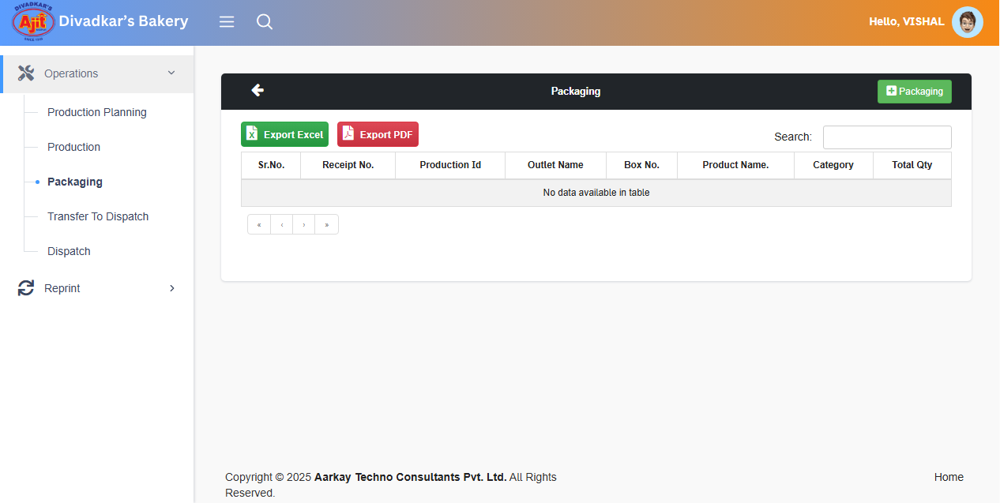 DIVADKAR'S
Ajit
SINCE 1941
Divadkar's Bakery
Hello, VISHAL
Operations
Production Planning
Production
Packaging
Transfer To Dispatch
Dispatch
Reprint
Packaging
Packaging
Export Excel
Export PDF
Search:
Sr.No. Receipt No. Production Id Outlet Name Box No. Product Name. Category Total Qty
No data available in table
« ‹ › »
Copyright © 2025 Aarkay Techno Consultants Pvt. Ltd. All Rights
Reserved.
Home